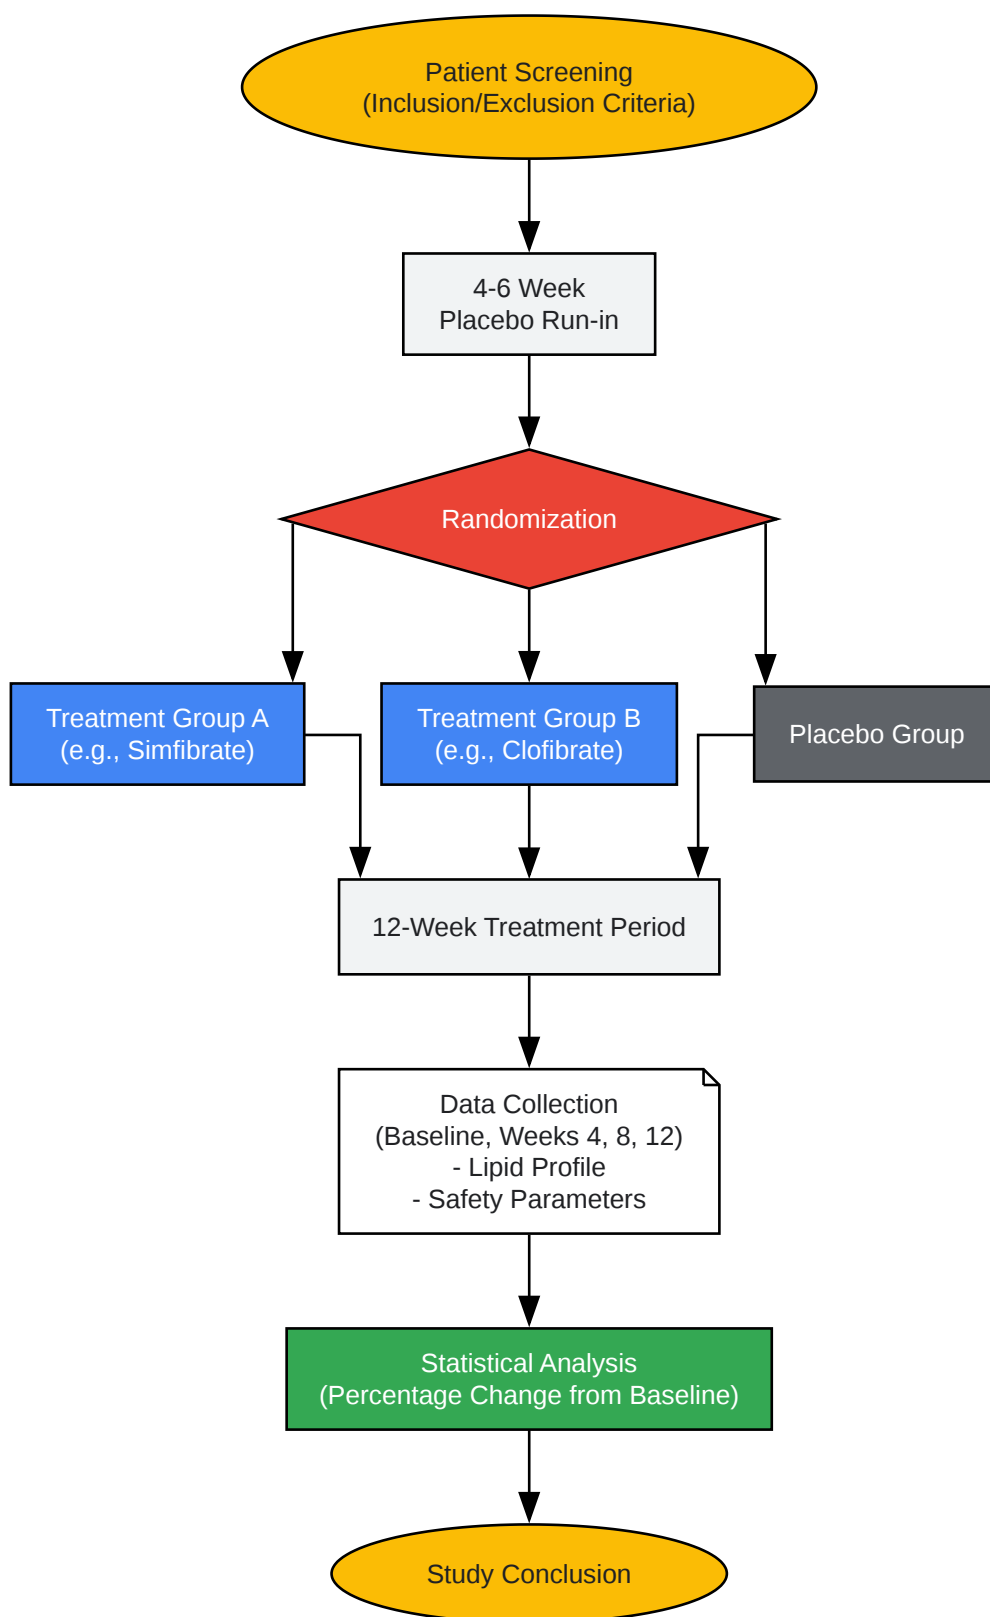 Patient Screening
(Inclusion/Exclusion Criteria)
4-6 Week
Placebo Run-in
Randomization
Treatment Group A
(e.g., Simfibrate)
Treatment Group B
(e.g., Clofibrate)
Placebo Group
12-Week Treatment Period
Data Collection
(Baseline, Weeks 4, 8, 12)
- Lipid Profile
- Safety Parameters
Statistical Analysis
(Percentage Change from Baseline)
Study Conclusion